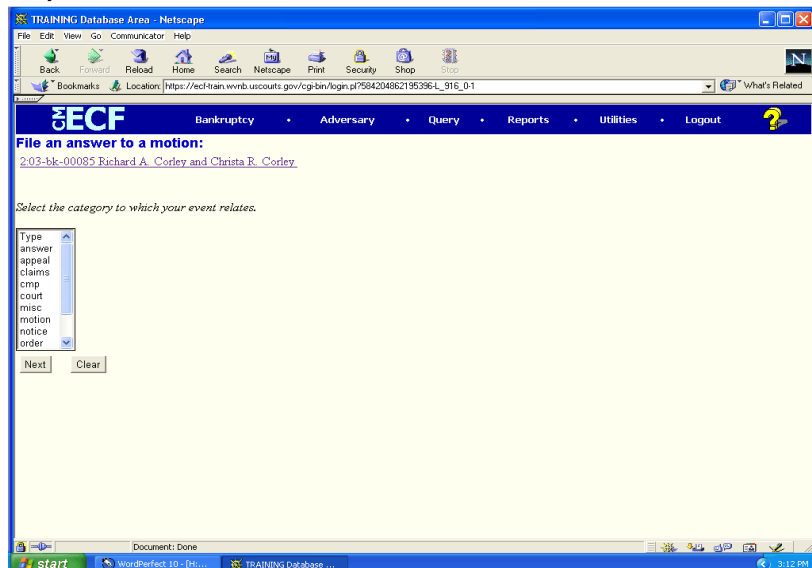 TRAINING Database Area - Netscape
File Edit View Go Communicator Help
Back Forward Reload Home Search Netscape Print Security Shop Stop
Bookmarks Location: https://ecf-train.wvnb.uscourts.gov/cgi-bin/login.pl?584204862195396-L_916_0-1 What's Related
CM ECF Bankruptcy • Adversary • Query • Reports • Utilities • Logout ?
File an answer to a motion:
2:03-bk-00085 Richard A. Corley and Christa R. Corley
Select the category to which your event relates.
Type
answer
appeal
claims
cmp
court
misc
motion
notice
order
Next Clear
Document: Done
start WordPerfect 10 - [H:... TRAINING Database ... 3:12 PM